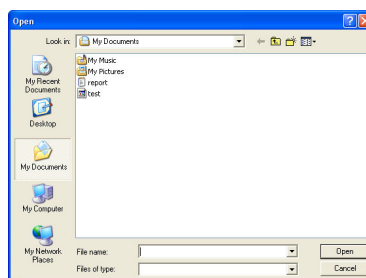 Open
Look in:
My Documents
My Recent
Documents
Desktop
My Documents
My Computer
My Network
Places
My Music
My Pictures
report
test
File name:
Open
Files of type:
Cancel